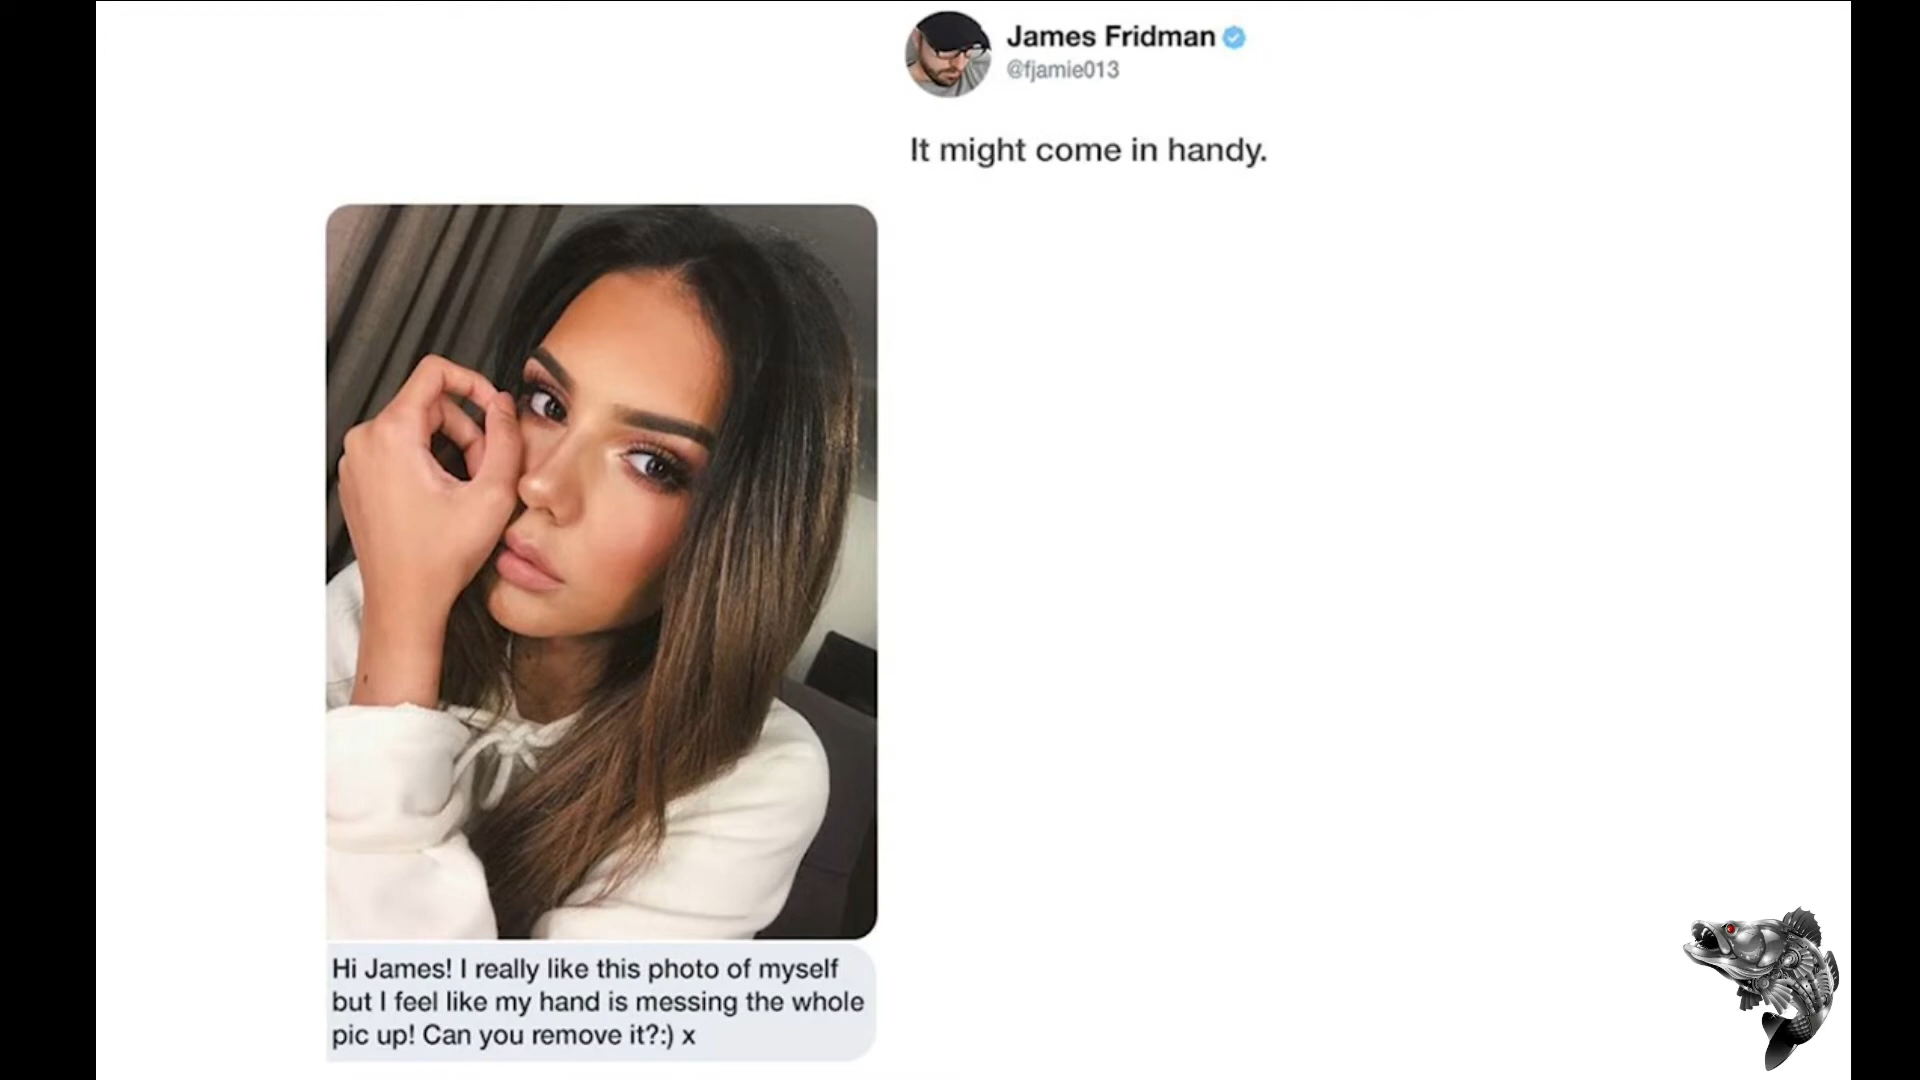 James Fridman
@fjamie013
It might come in handy.
Hi James! I really like this photo of myself
but I feel like my hand is messing the whole
pic up! Can you remove it?:) x